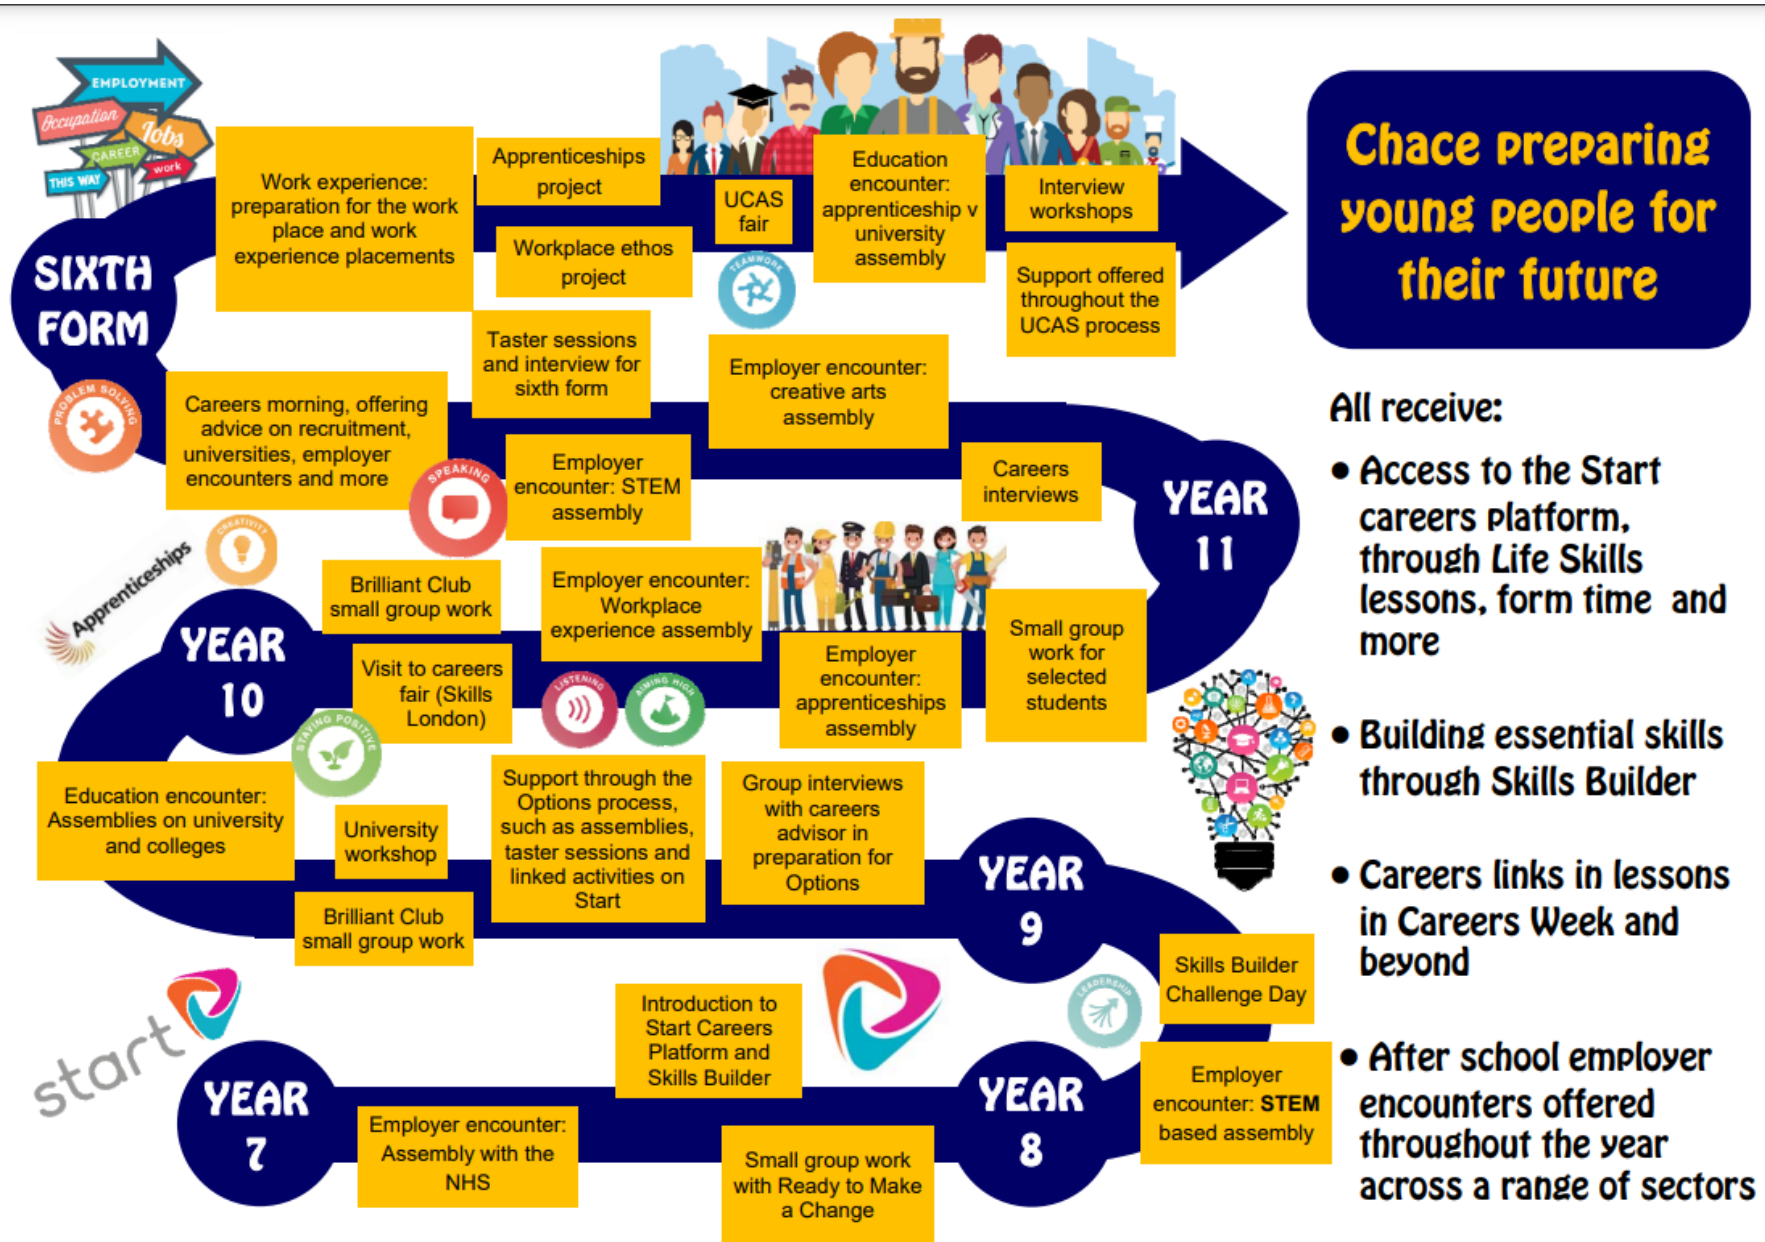 EMPLOYMENT
Occupation
Jobs
CAREER
THIS WAY
work
Chace preparing
young people for
their future
SIXTH
FORM
Work experience:
preparation for the work
place and work
experience placements
Apprenticeships
project
Workplace ethos
project
UCAS
fair
TEAMWORK
Education
encounter:
apprenticeship v
university
assembly
Interview
workshops
Support offered
throughout the
UCAS process
PROBLEM SOLVING
Careers morning, offering
advice on recruitment,
universities, employer
encounters and more
Taster sessions
and interview for
sixth form
SPEAKING
Employer
encounter: STEM
assembly
Employer encounter:
creative arts
assembly
Careers
interviews
YEAR
11
Apprenticeships
CREATIVITY
YEAR
10
Brilliant Club
small group work
Visit to careers
fair (Skills
London)
Employer encounter:
Workplace
experience assembly
LISTENING
AIMING HIGH
Employer
encounter:
apprenticeships
assembly
Small group
work for
selected
students
STAYING POSITIVE
Education encounter:
Assemblies on university
and colleges
University
workshop
Brilliant Club
small group work
Support through the
Options process,
such as assemblies,
taster sessions and
linked activities on
Start
Group interviews
with careers
advisor in
preparation for
Options
YEAR
9
LEADERSHIP
Skills Builder
Challenge Day
Employer
encounter: STEM
based assembly
start
YEAR
7
Employer encounter:
Assembly with the
NHS
Introduction to
Start Careers
Platform and
Skills Builder
Small group work
with Ready to Make
a Change
YEAR
8
All receive:
• Access to the Start
careers platform,
through Life Skills
lessons, form time and
more
• Building essential skills
through Skills Builder
• Careers links in lessons
in Careers Week and
beyond
• After school employer
encounters offered
throughout the year
across a range of sectors